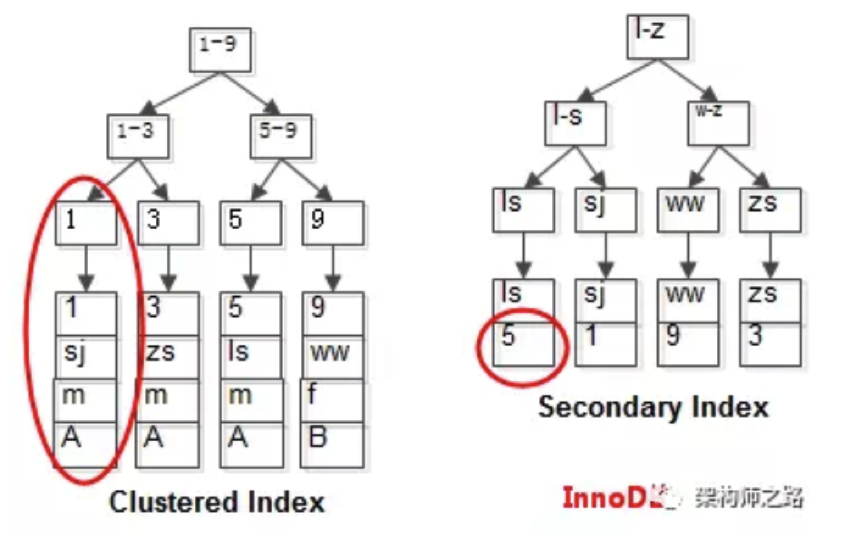 1-9
1-3
5-9
1
3
5
9
1
3
5
9
sj
zs
ls
ww
m
m
m
f
A
A
A
B
Clustered Index
l-z
l-s
w-z
ls
sj
ww
zs
ls
sj
ww
zs
5
1
9
3
Secondary Index
架构师之路